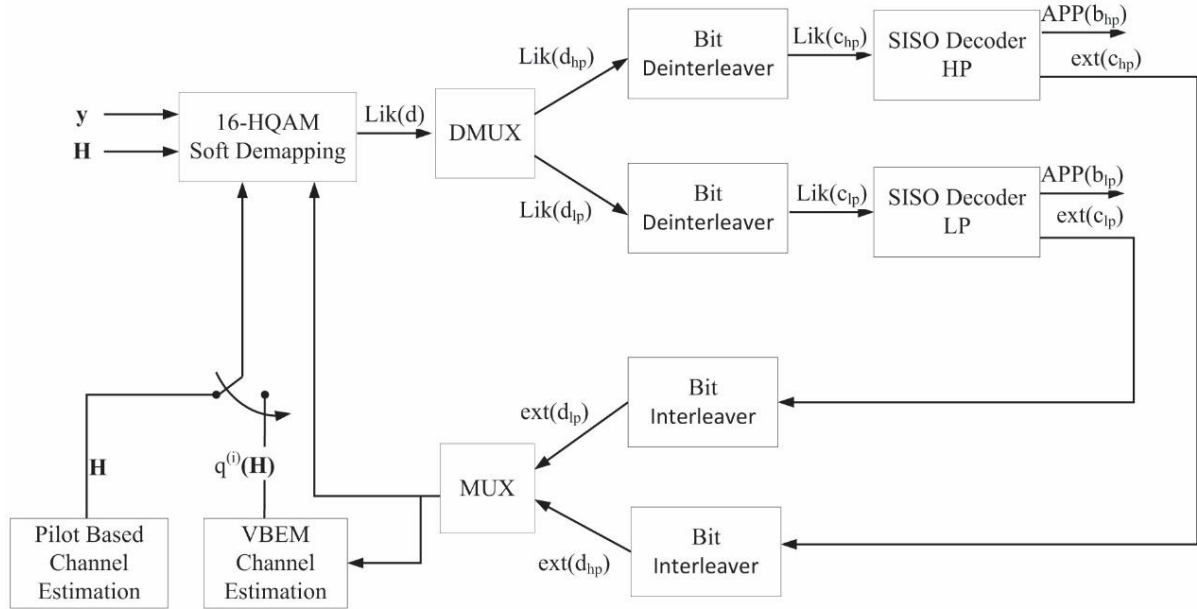 y
H
16-HQAM
Soft Demapping
Lik(d)
DMUX
Lik(d_hp)
Lik(d_lp)
Bit
Deinterleaver
Lik(c_hp)
SISO Decoder
HP
APP(b_hp)
ext(c_hp)
Bit
Deinterleaver
Lik(c_lp)
SISO Decoder
LP
APP(b_lp)
ext(c_lp)
Bit
Interleaver
ext(d_lp)
MUX
ext(d_hp)
Bit
Interleaver
H
q^(i)(H)
Pilot Based
Channel
Estimation
VBEM
Channel
Estimation